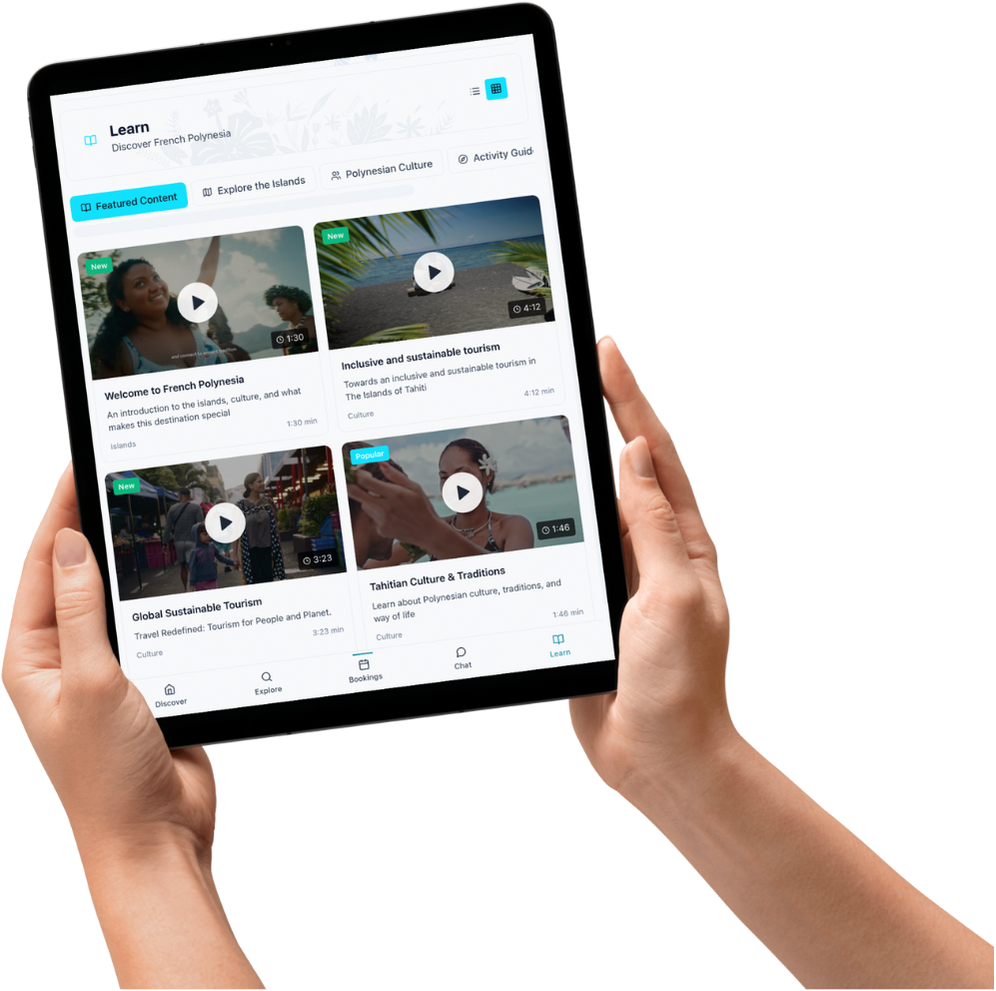 Learn
Discover French Polynesia
Featured Content
Explore the Islands
Polynesian Culture
Activity Guid
New
1:30
New
4:12
Welcome to French Polynesia
An introduction to the islands, culture, and what
makes this destination special
1:30 min
Islands
Inclusive and sustainable tourism
Towards an inclusive and sustainable tourism in
The Islands of Tahiti
4:12 min
Culture
New
3:23
Popular
1:46
Global Sustainable Tourism
Travel Redefined: Tourism for People and Planet.
3:23 min
Culture
Tahitian Culture & Traditions
Learn about Polynesian culture, traditions, and
way of life
1:46 min
Culture
Discover
Explore
Bookings
Chat
Learn